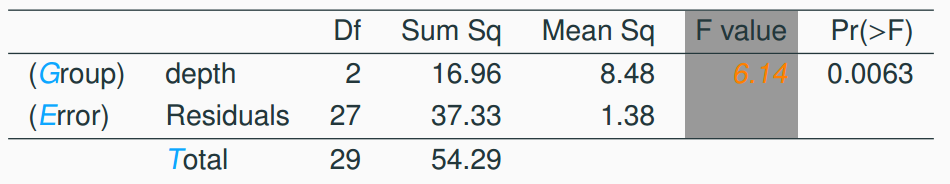 Df Sum Sq Mean Sq F value Pr(>F)
(Group) depth 2 16.96 8.48 6.14 0.0063
(Error) Residuals 27 37.33 1.38
Total 29 54.29